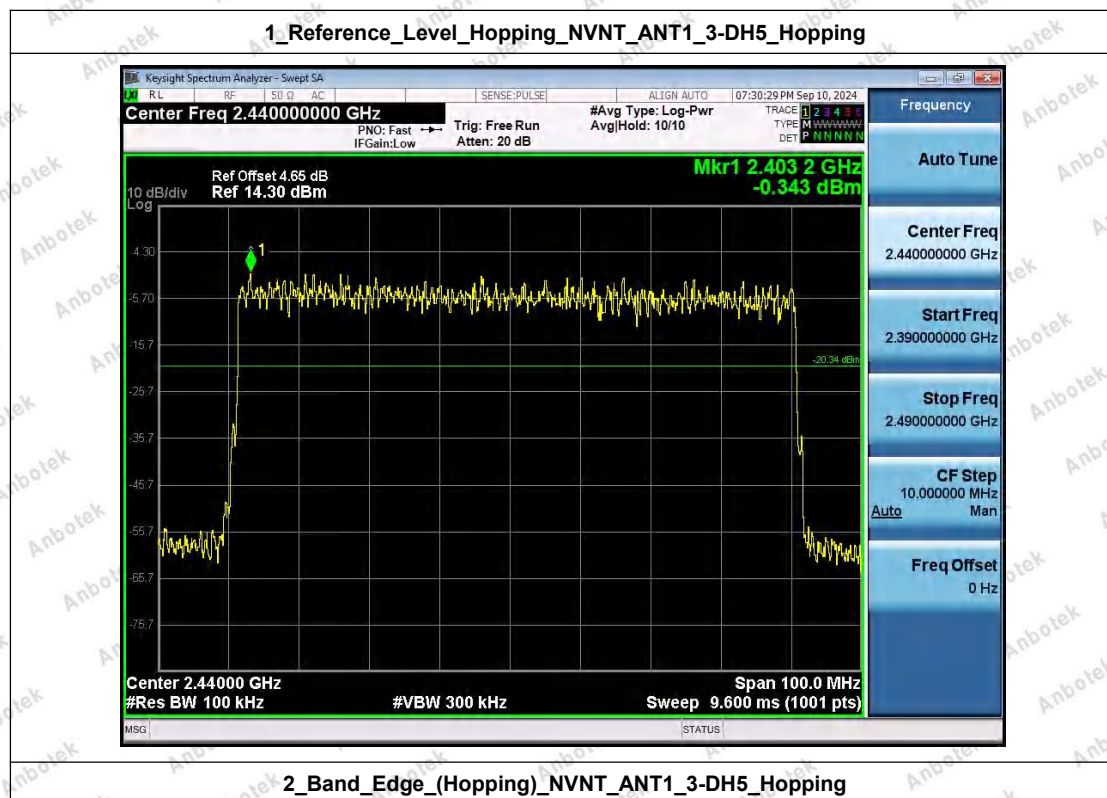 1_Reference_Level_Hopping_NVNT_ANT1_3-DH5_Hopping
Keysight Spectrum Analyzer - Swept SA
LXI RL RF 50 Ω AC SENSE:PULSE ALIGN AUTO 07:30:29 PM Sep 10, 2024
Center Freq 2.440000000 GHz
PNO: Fast
IFGain:Low
Trig: Free Run
Atten: 20 dB
#Avg Type: Log-Pwr
Avg|Hold: 10/10
TRACE 1 2 3 4 5 6
TYPE M WWWWW
DET P N N N N N
Mkr1 2.403 2 GHz
-0.343 dBm
Ref Offset 4.65 dB
Ref 14.30 dBm
10 dB/div
Log
1
4.30
-5.70
-15.7
-20.34 dBm
-25.7
-35.7
-45.7
-55.7
-65.7
-75.7
Center 2.44000 GHz
Span 100.0 MHz
#Res BW 100 kHz
#VBW 300 kHz
Sweep 9.600 ms (1001 pts)
MSG
STATUS
Frequency
Auto Tune
Center Freq
2.440000000 GHz
Start Freq
2.390000000 GHz
Stop Freq
2.490000000 GHz
CF Step
10.000000 MHz
Auto Man
Freq Offset
0 Hz
2_Band_Edge_(Hopping)_NVNT_ANT1_3-DH5_Hopping
Anbotek